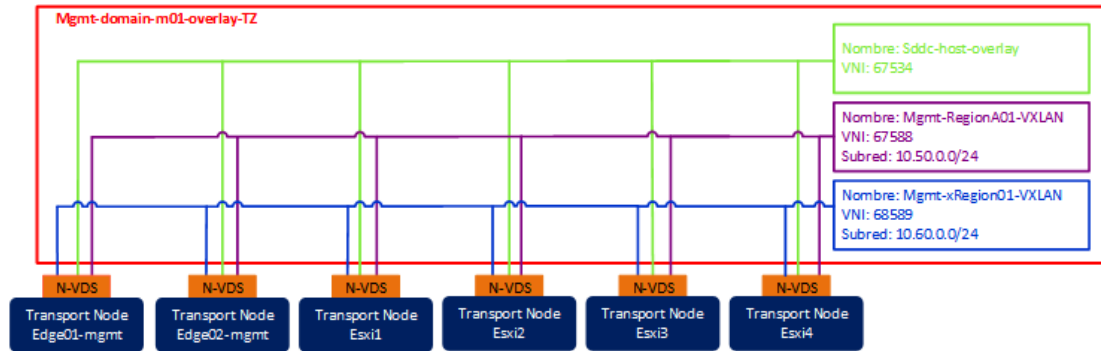 Mgmt-domain-m01-overlay-TZ
Nombre: Sddc-host-overlay
VNI: 67534
Nombre: Mgmt-RegionA01-VXLAN
VNI: 67588
Subred: 10.50.0.0/24
Nombre: Mgmt-xRegion01-VXLAN
VNI: 68589
Subred: 10.60.0.0/24
N-VDS
N-VDS
N-VDS
N-VDS
N-VDS
N-VDS
Transport Node
Edge01-mgmt
Transport Node
Edge02-mgmt
Transport Node
Esxi1
Transport Node
Esxi2
Transport Node
Esxi3
Transport Node
Esxi4